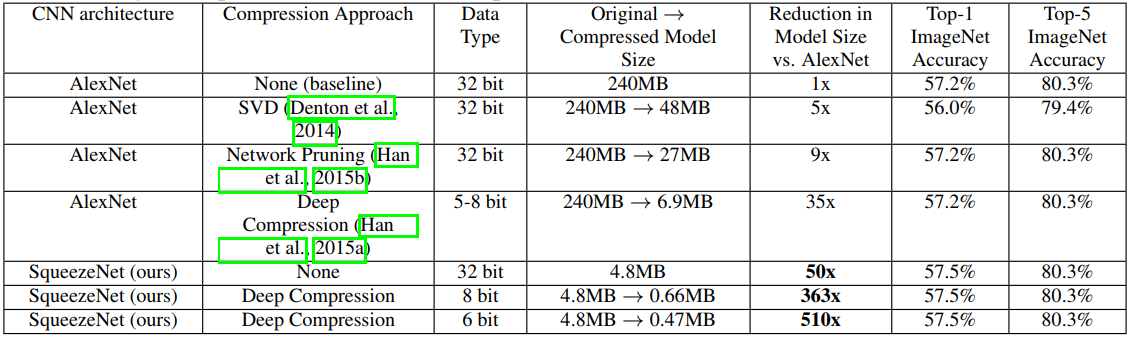 CNN architecture Compression Approach Data Type Original → Compressed Model Size Reduction in Model Size vs. AlexNet Top-1 ImageNet Accuracy Top-5 ImageNet Accuracy
AlexNet None (baseline) 32 bit 240MB 1x 57.2% 80.3%
AlexNet SVD (Denton et al., 2014) 32 bit 240MB → 48MB 5x 56.0% 79.4%
AlexNet Network Pruning (Han et al., 2015b) 32 bit 240MB → 27MB 9x 57.2% 80.3%
AlexNet Deep Compression (Han et al., 2015a) 5-8 bit 240MB → 6.9MB 35x 57.2% 80.3%
SqueezeNet (ours) None 32 bit 4.8MB 50x 57.5% 80.3%
SqueezeNet (ours) Deep Compression 8 bit 4.8MB → 0.66MB 363x 57.5% 80.3%
SqueezeNet (ours) Deep Compression 6 bit 4.8MB → 0.47MB 510x 57.5% 80.3%